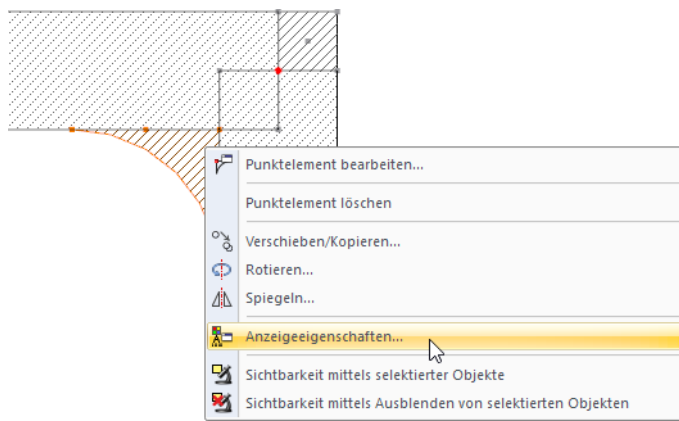 Punktelement bearbeiten...
Punktelement löschen
Verschieben/Kopieren...
Rotieren...
Spiegeln...
Anzeigeeigenschaften...
Sichtbarkeit mittels selektierter Objekte
Sichtbarkeit mittels Ausblenden von selektierten Objekten